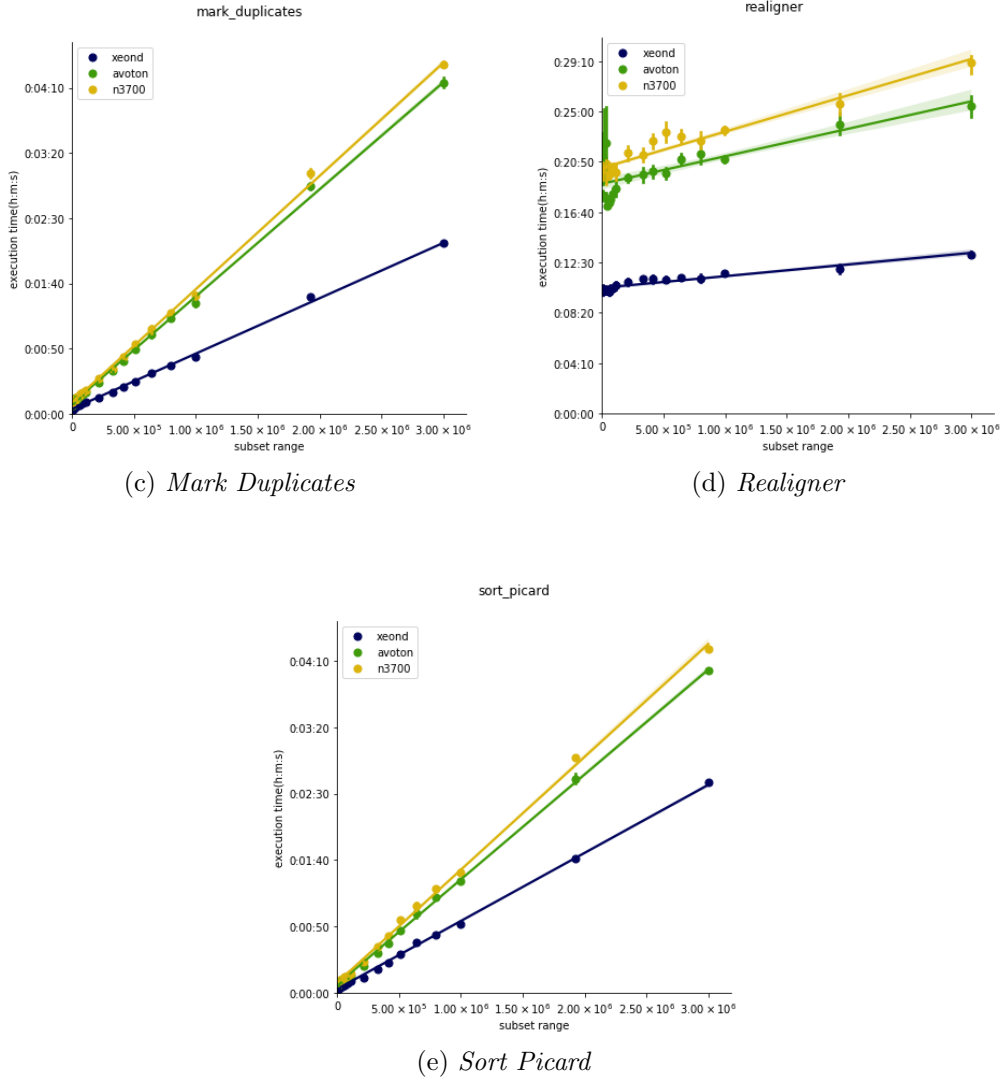 mark_duplicates
xeond
avoton
n3700
execution time(h:m:s)
0:04:10
0:03:20
0:02:30
0:01:40
0:00:50
0:00:00
0
5.00 × 10⁵
1.00 × 10⁶
1.50 × 10⁶
2.00 × 10⁶
2.50 × 10⁶
3.00 × 10⁶
subset range
(c) Mark Duplicates
realigner
xeond
avoton
n3700
execution time(h:m:s)
0:29:10
0:25:00
0:20:50
0:16:40
0:12:30
0:08:20
0:04:10
0:00:00
0
5.00 × 10⁵
1.00 × 10⁶
1.50 × 10⁶
2.00 × 10⁶
2.50 × 10⁶
3.00 × 10⁶
subset range
(d) Realigner
sort_picard
xeond
avoton
n3700
execution time(h:m:s)
0:04:10
0:03:20
0:02:30
0:01:40
0:00:50
0:00:00
0
5.00 × 10⁵
1.00 × 10⁶
1.50 × 10⁶
2.00 × 10⁶
2.50 × 10⁶
3.00 × 10⁶
subset range
(e) Sort Picard